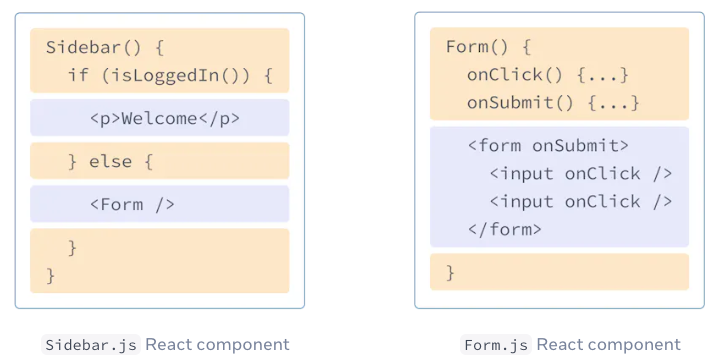 Sidebar() {
if (isLoggedIn()) {
<p>Welcome</p>
} else {
<Form />
}
}
Sidebar.js React component
Form() {
onClick() {...}
onSubmit() {...}
<form onSubmit>
<input onClick />
<input onClick />
</form>
}
Form.js React component